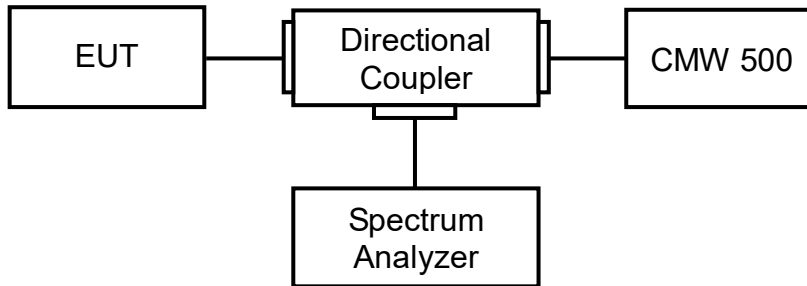 EUT
Directional
Coupler
CMW 500
Spectrum
Analyzer